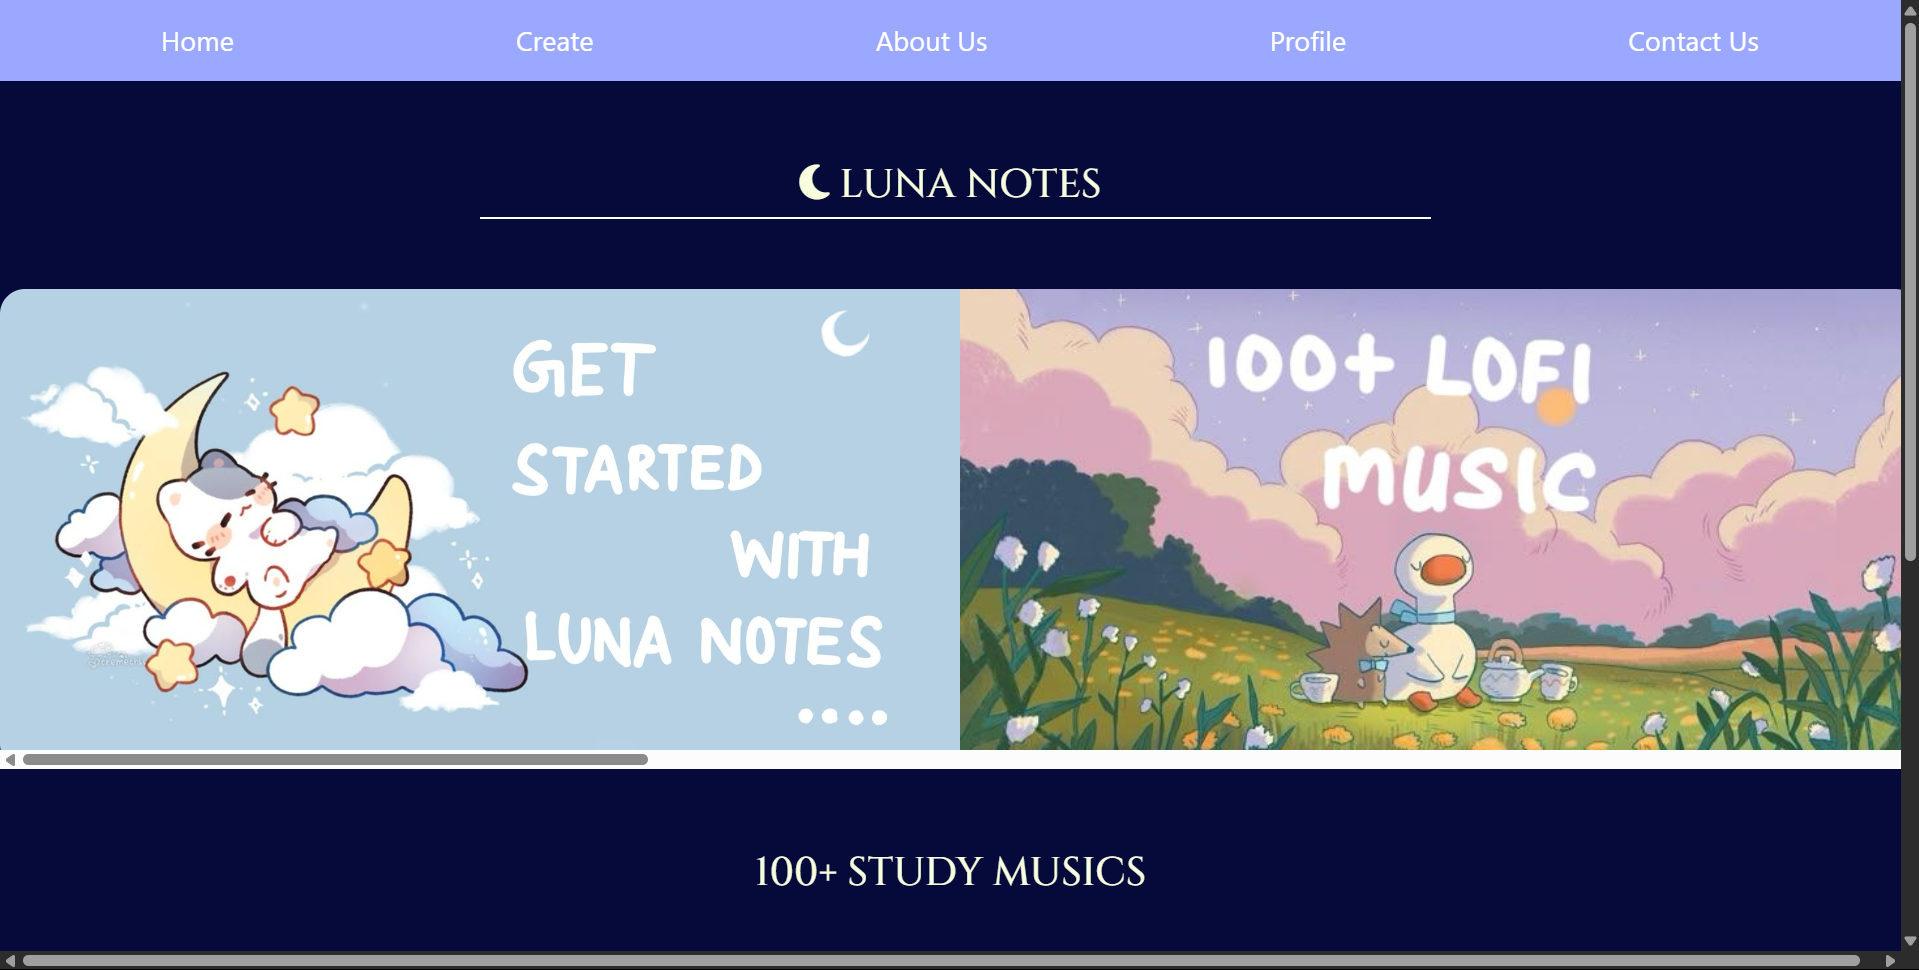 Home Create About Us Profile Contact Us
LUNA NOTES
GET
STARTED
WITH
LUNA NOTES
....
100+ LOFI
MUSIC
100+ STUDY MUSICS